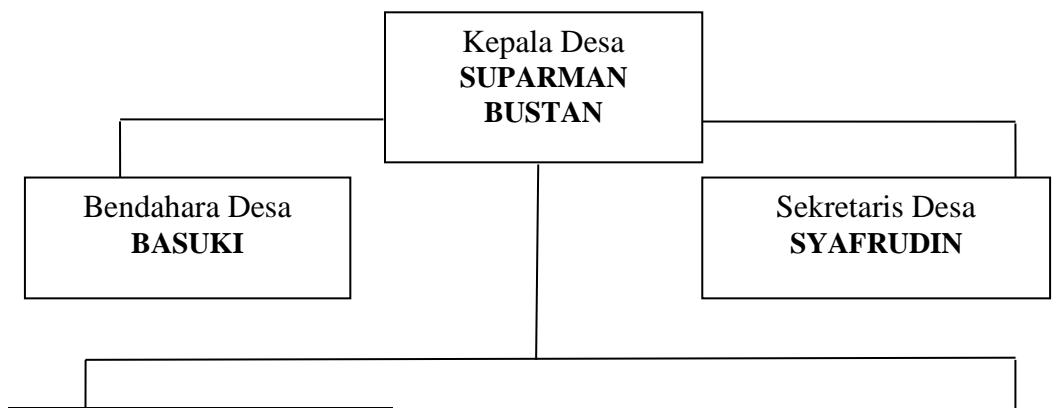 Kepala Desa
SUPARMAN
BUSTAN
Bendahara Desa
BASUKI
Sekretaris Desa
SYAFRUDIN